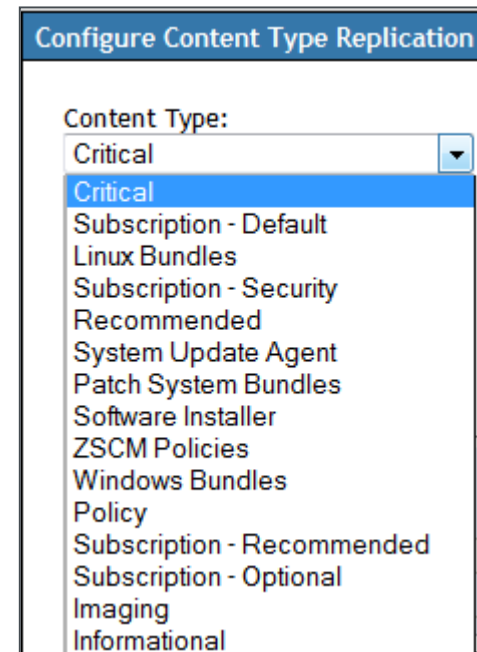 Configure Content Type Replication
Content Type:
Critical
Critical
Subscription - Default
Linux Bundles
Subscription - Security
Recommended
System Update Agent
Patch System Bundles
Software Installer
ZSCM Policies
Windows Bundles
Policy
Subscription - Recommended
Subscription - Optional
Imaging
Informational